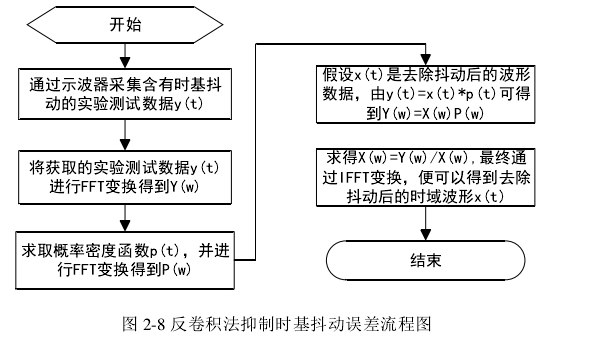 开始
通过示波器采集含有时基抖
动的实验测试数据y(t)
将获取的实验测试数据y(t)
进行FFT变换得到Y(w)
求取概率密度函数p(t)，并进
行FFT变换得到P(w)
假设x(t)是去除抖动后的波形
数据，由y(t)=x(t)*p(t)可得
到Y(w)=X(w)P(w)
求得X(w)=Y(w)/X(w),最终通
过IFFT变换，便可以得到去除
抖动后的时域波形x(t)
结束
图 2-8 反卷积法抑制时基抖动误差流程图